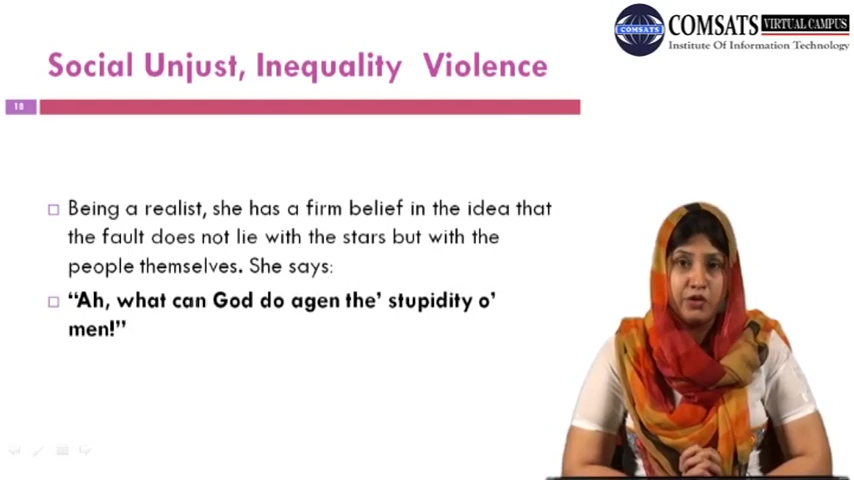 COMSATS VIRTUAL CAMPUS
Institute Of Information Technology
COMSATS
Social Unjust, Inequality Violence
18
Being a realist, she has a firm belief in the idea that
the fault does not lie with the stars but with the
people themselves. She says:
“Ah, what can God do agen the’ stupidity o’
men!”